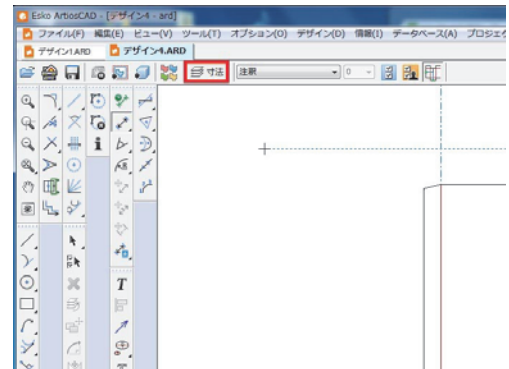 Esko ArtiosCAD - [デザイン4 - ard]
ファイル(F) 編集(E) ビュー(V) ツール(T) オプション(O) デザイン(D) 情報(I) データベース(A) プロジェク
デザイン1.ARD デザイン4.ARD
寸法 注釈 0
i
T